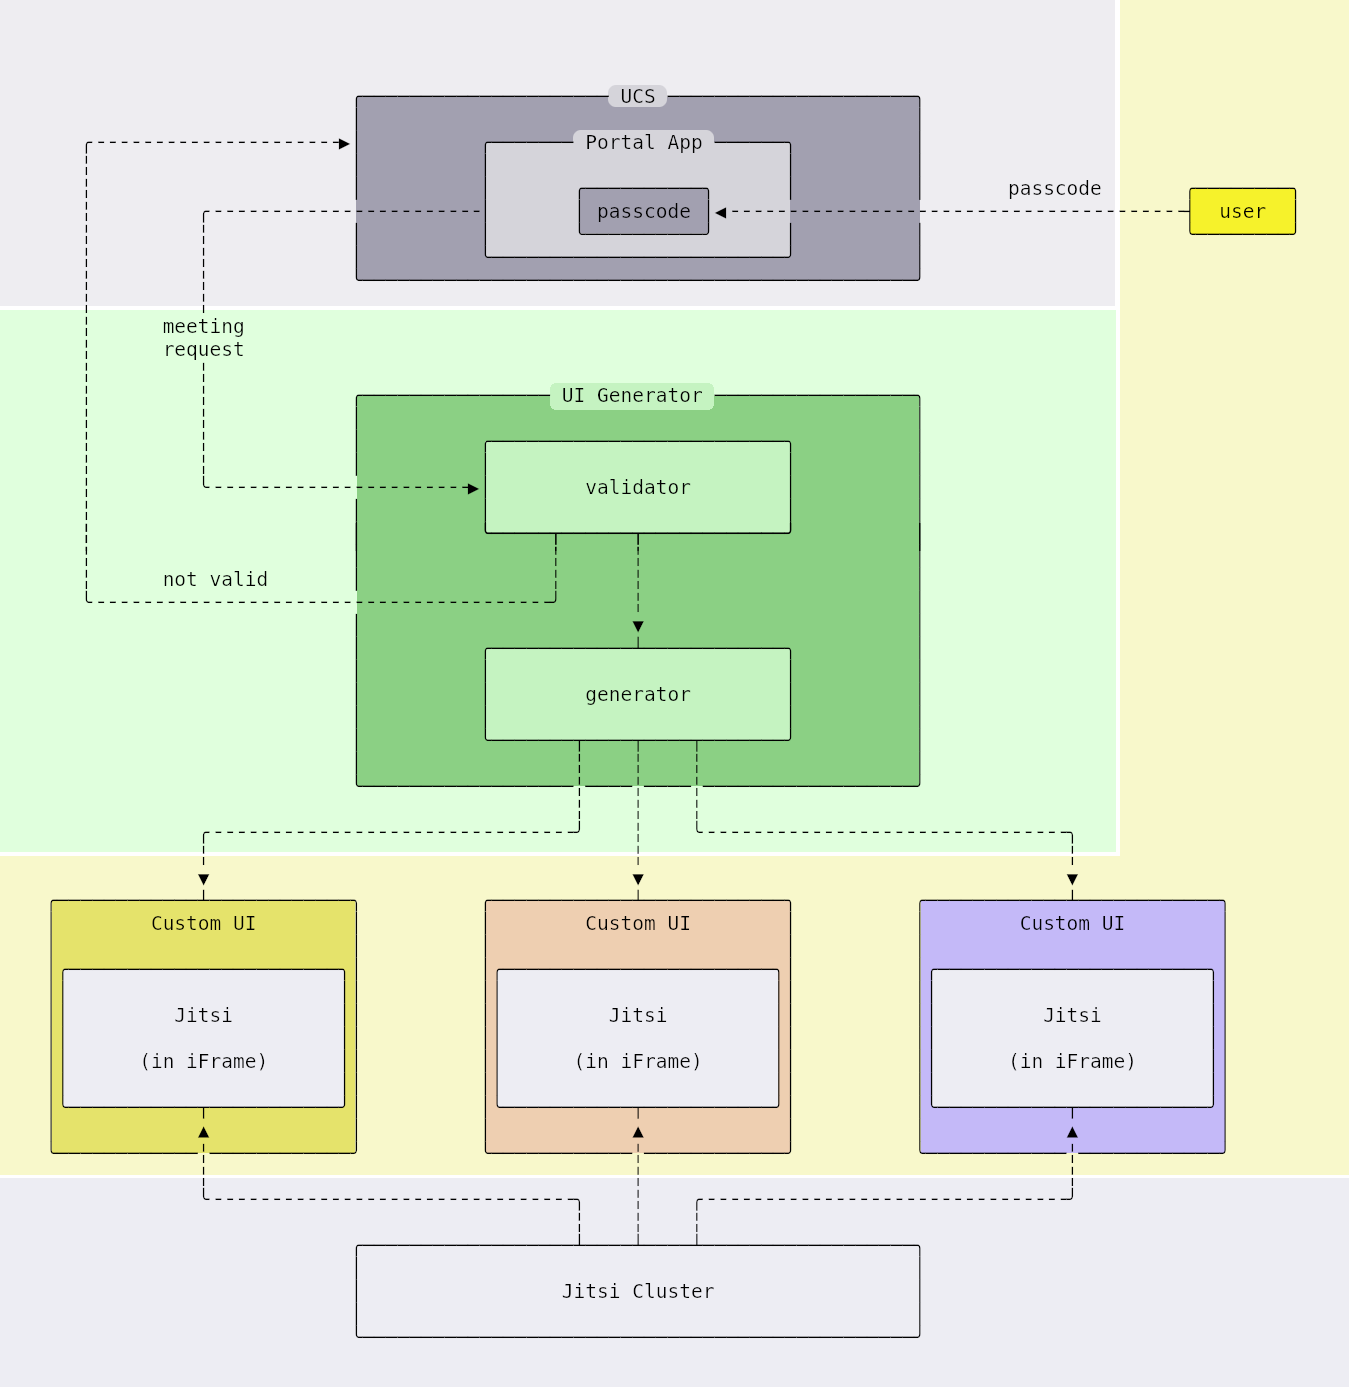 UCS
Portal App
passcode
passcode
user
meeting
request
UI Generator
validator
not valid
generator
Custom UI
Custom UI
Custom UI
Jitsi
Jitsi
Jitsi
(in iFrame)
(in iFrame)
(in iFrame)
Jitsi Cluster